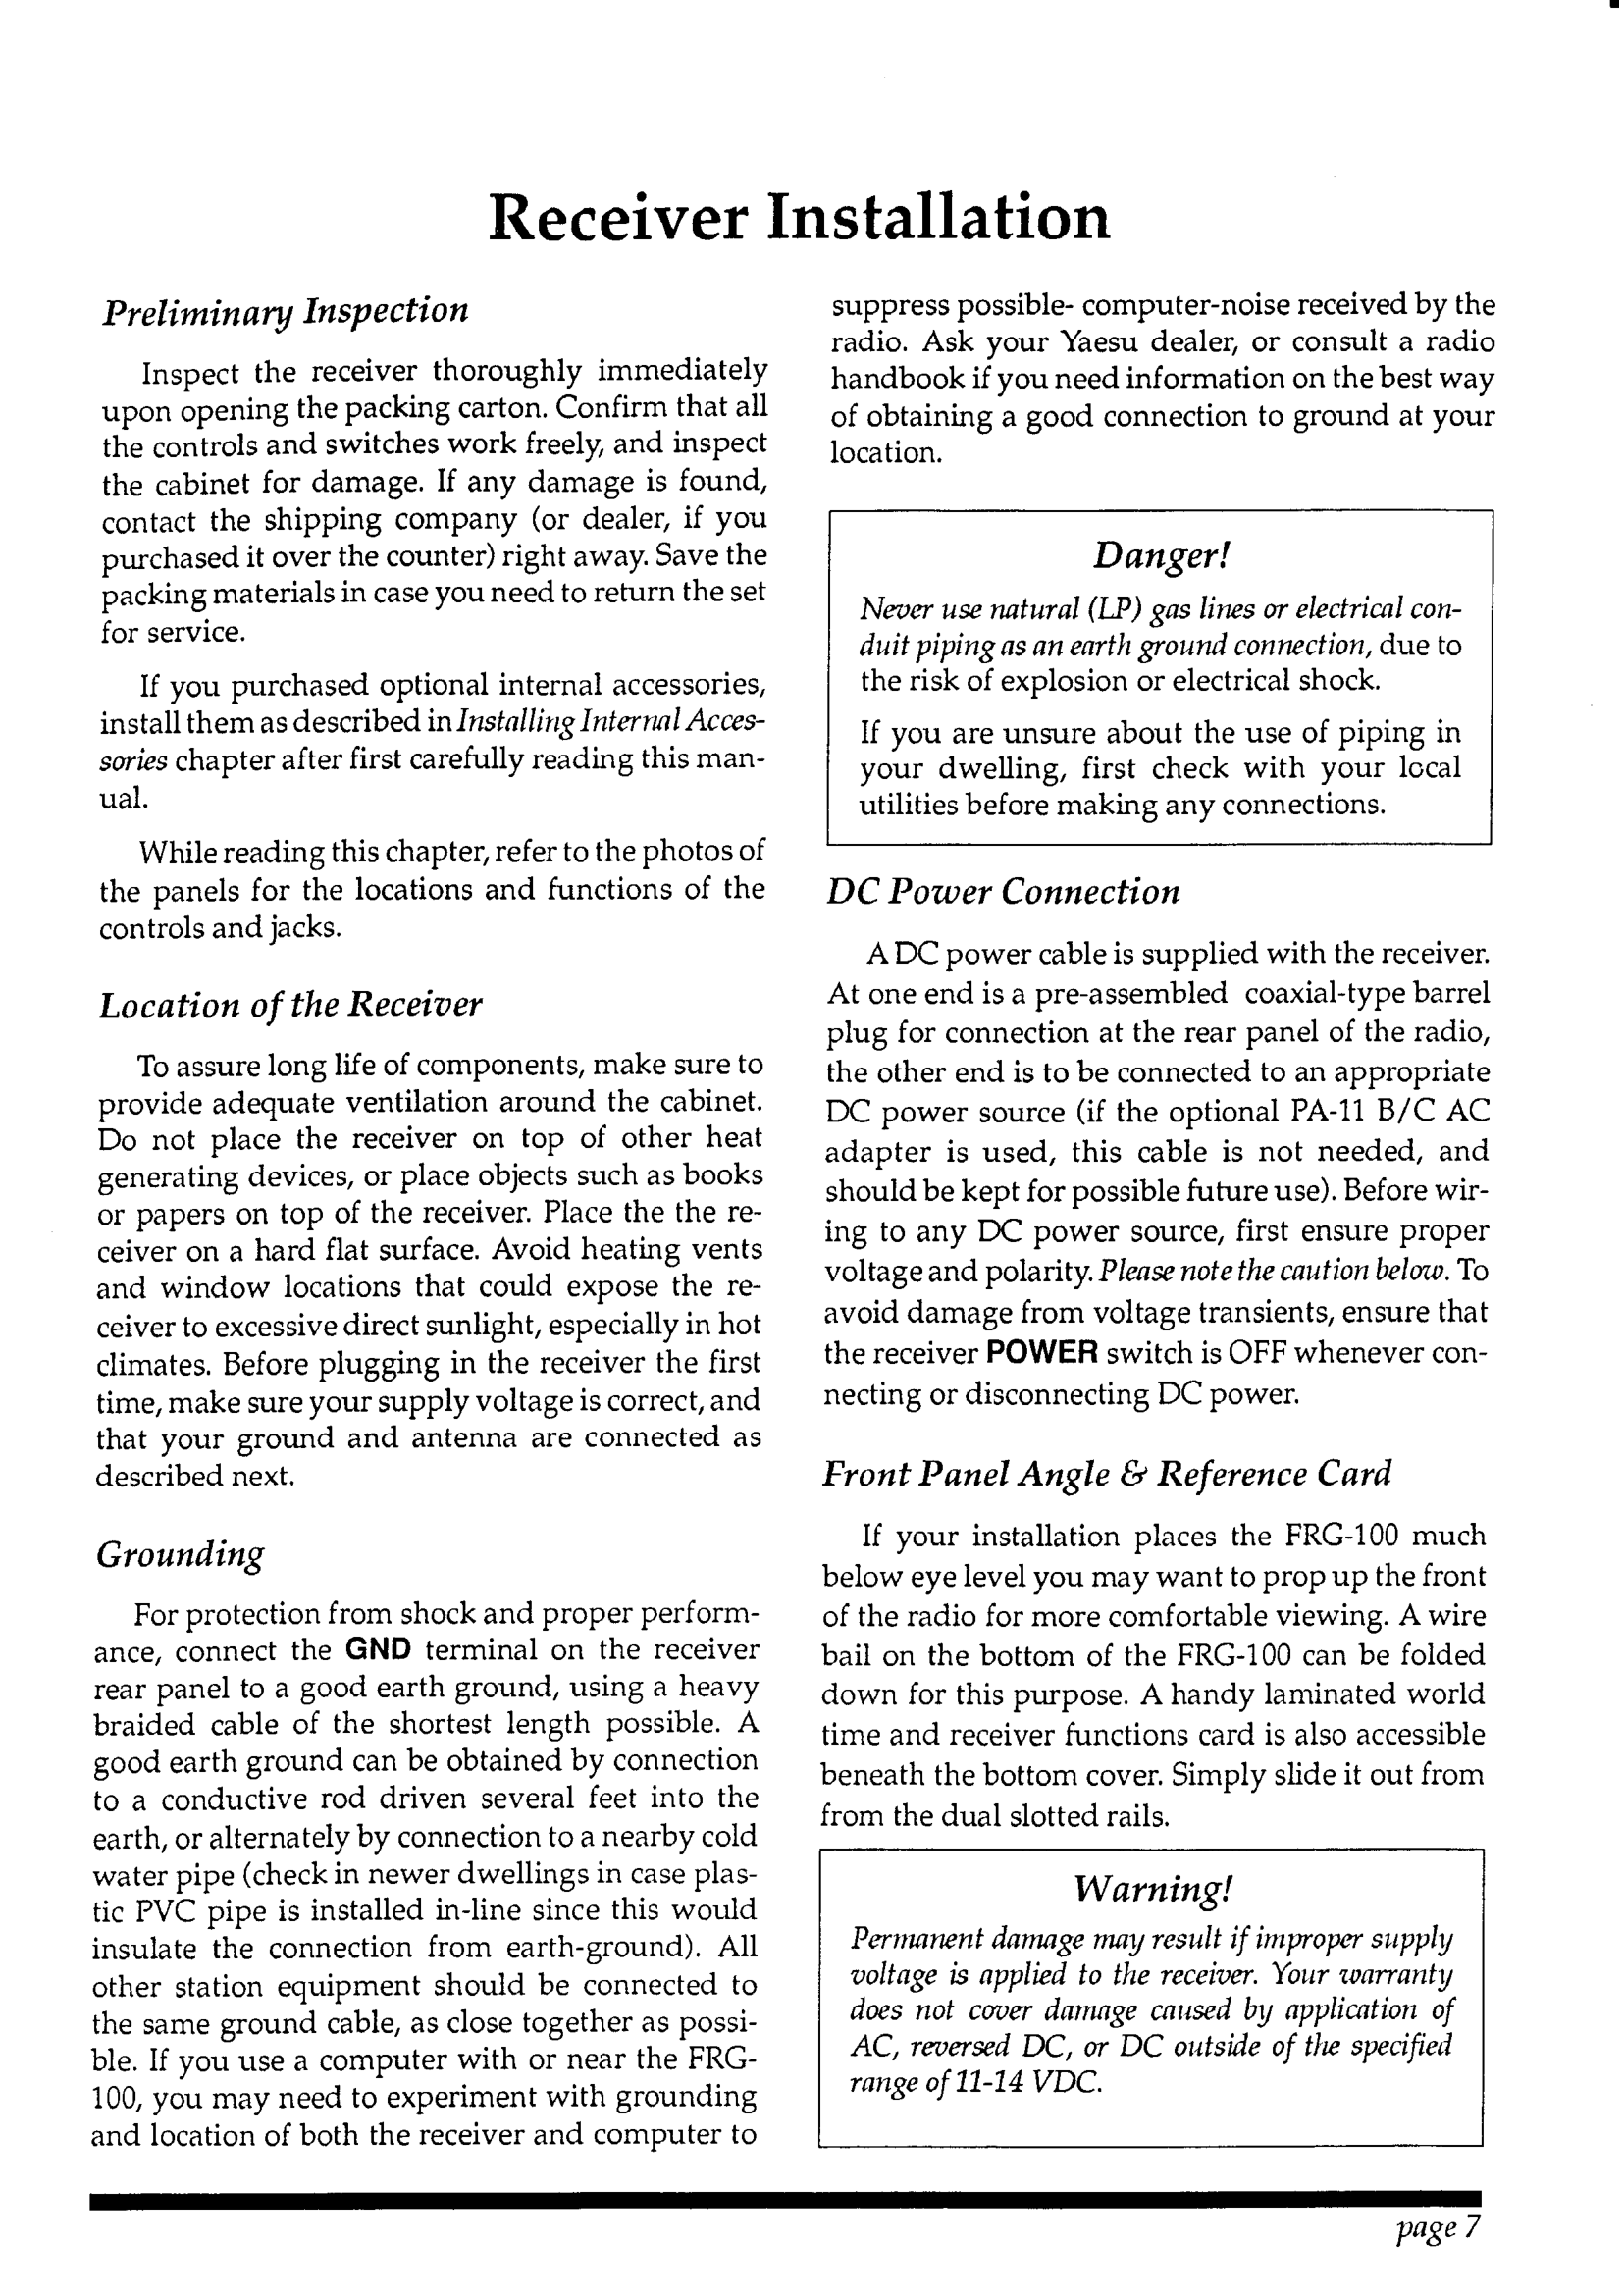 Receiver Installation
Preliminary Inspection
Inspect the receiver thoroughly immediately
upon opening the packing carton. Confirm that all
the controls and switches work freely, and inspect
the cabinet for damage. If any damage is found,
contact the shipping company (or dealer, if you
purchased it over the counter) right away. Save the
packing materials in case you need to return the set
for service.
If you purchased optional internal accessories,
install them as described in Installing Internal Acces-
sories chapter after first carefully reading this man-
ual.
While reading this chapter, refer to the photos of
the panels for the locations and functions of the
controls and jacks.
Location of the Receiver
To assure long life of components, make sure to
provide adequate ventilation around the cabinet.
Do not place the receiver on top of other heat
generating devices, or place objects such as books
or papers on top of the receiver. Place the the re-
ceiver on a hard flat surface. Avoid heating vents
and window locations that could expose the re-
ceiver to excessive direct sunlight, especially in hot
climates. Before plugging in the receiver the first
time, make sure your supply voltage is correct, and
that your ground and antenna are connected as
described next.
Grounding
For protection from shock and proper perform-
ance, connect the GND terminal on the receiver
rear panel to a good earth ground, using a heavy
braided cable of the shortest length possible. A
good earth ground can be obtained by connection
to a conductive rod driven several feet into the
earth, or alternately by connection to a nearby cold
water pipe (check in newer dwellings in case plas-
tic PVC pipe is installed in-line since this would
insulate the connection from earth-ground). All
other station equipment should be connected to
the same ground cable, as close together as possi-
ble. If you use a computer with or near the FRG-
100, you may need to experiment with grounding
and location of both the receiver and computer to
suppress possible- computer-noise received by the
radio. Ask your Yaesu dealer, or consult a radio
handbook if you need information on the best way
of obtaining a good connection to ground at your
location.
Danger!
Never use natural (LP) gas lines or electrical con-
duit piping as an earth ground connection, due to
the risk of explosion or electrical shock.
If you are unsure about the use of piping in
your dwelling, first check with your local
utilities before making any connections.
DC Power Connection
A DC power cable is supplied with the receiver.
At one end is a pre-assembled coaxial-type barrel
plug for connection at the rear panel of the radio,
the other end is to be connected to an appropriate
DC power source (if the optional PA-11 B/C AC
adapter is used, this cable is not needed, and
should be kept for possible future use). Before wir-
ing to any DC power source, first ensure proper
voltage and polarity. Please note the caution below. To
avoid damage from voltage transients, ensure that
the receiver POWER switch is OFF whenever con-
necting or disconnecting DC power.
Front Panel Angle & Reference Card
If your installation places the FRG-100 much
below eye level you may want to prop up the front
of the radio for more comfortable viewing. A wire
bail on the bottom of the FRG-100 can be folded
down for this purpose. A handy laminated world
time and receiver functions card is also accessible
beneath the bottom cover. Simply slide it out from
from the dual slotted rails.
Warning!
Permanent damage may result if improper supply
voltage is applied to the receiver. Your warranty
does not cover damage caused by application of
AC, reversed DC, or DC outside of the specified
range of 11-14 VDC.
page 7